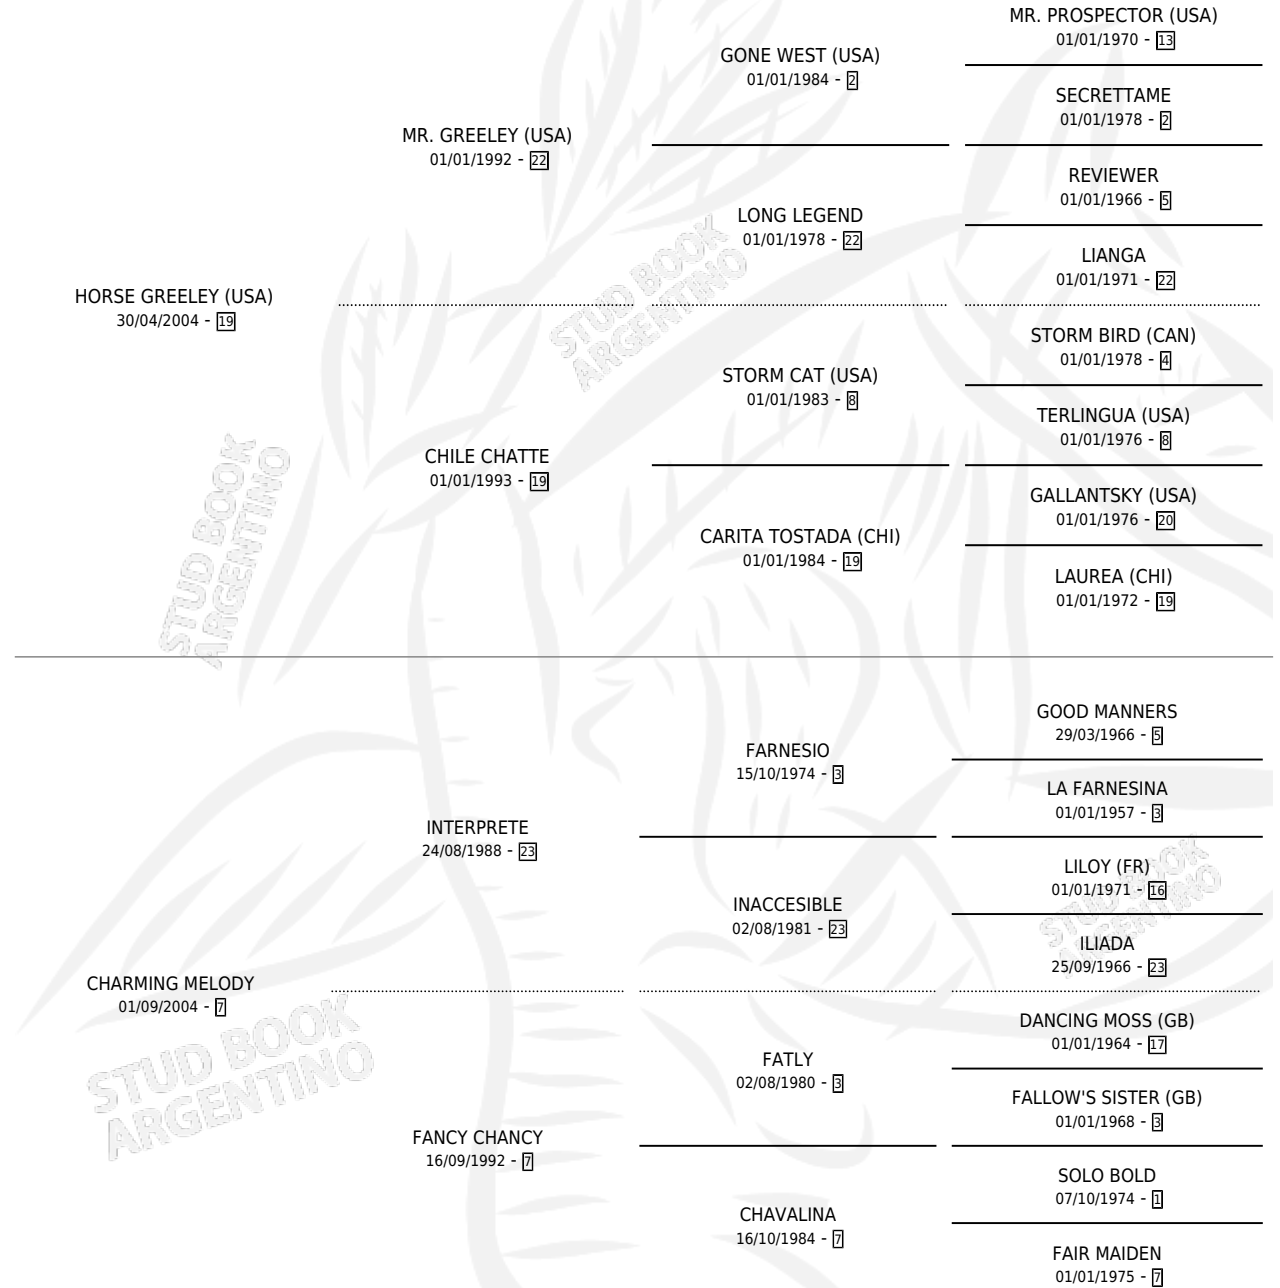 MR. PROSPECTOR (USA)
01/01/1970 - 13
GONE WEST (USA)
01/01/1984 - 2
SECRETTAME
01/01/1978 - 2
MR. GREELEY (USA)
01/01/1992 - 22
REVIEWER
01/01/1966 - 5
LONG LEGEND
01/01/1978 - 22
LIANGA
01/01/1971 - 22
HORSE GREELEY (USA)
30/04/2004 - 19
STUD BOOK
ARGENTINO
STORM BIRD (CAN)
01/01/1978 - 4
STORM CAT (USA)
01/01/1983 - 8
TERLINGUA (USA)
01/01/1976 - 8
CHILE CHATTE
01/01/1993 - 19
GALLANTSKY (USA)
01/01/1976 - 20
CARITA TOSTADA (CHI)
01/01/1984 - 19
LAUREA (CHI)
01/01/1972 - 19
STUD BOOK
ARGENTINO
GOOD MANNERS
29/03/1966 - 5
FARNESIO
15/10/1974 - 3
LA FARNESINA
01/01/1957 - 3
INTERPRETE
24/08/1988 - 23
LILOY (FR)
01/01/1971 - 16
INACCESIBLE
02/08/1981 - 23
STUD BOOK
ARGENTINO
ILIADA
25/09/1966 - 23
CHARMING MELODY
01/09/2004 - 7
STUD BOOK
ARGENTINO
DANCING MOSS (GB)
01/01/1964 - 17
FATLY
02/08/1980 - 3
FALLOW'S SISTER (GB)
01/01/1968 - 3
FANCY CHANCY
16/09/1992 - 7
SOLO BOLD
07/10/1974 - 1
CHAVALINA
16/10/1984 - 7
FAIR MAIDEN
01/01/1975 - 7